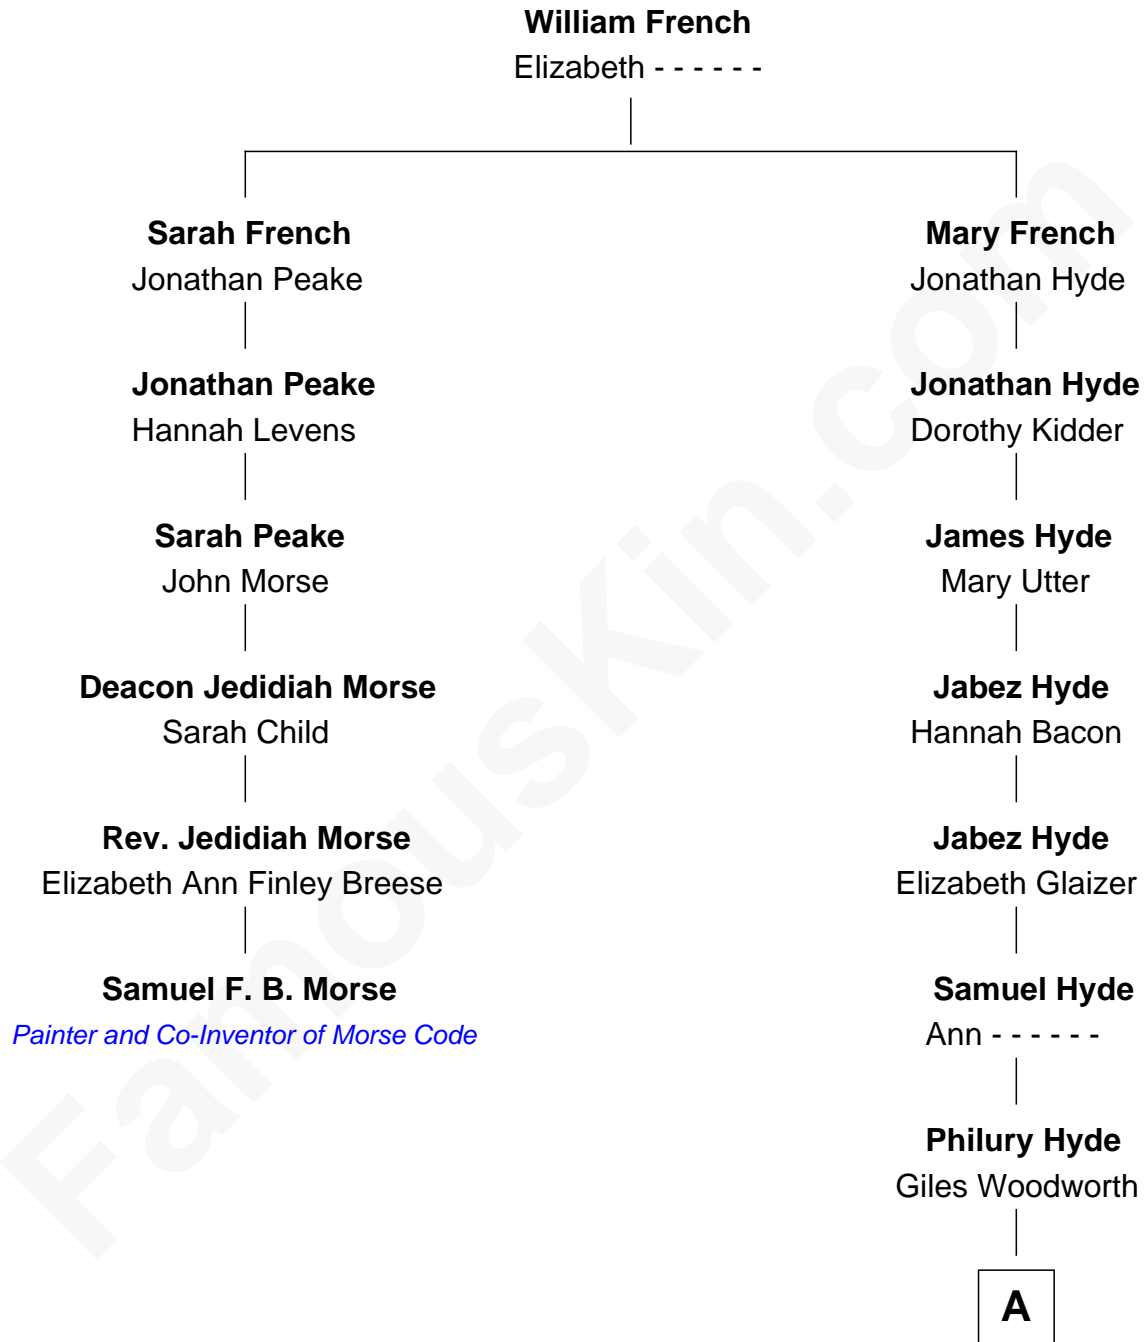 William French
Elizabeth - - - - - -
Sarah French
Jonathan Peake
Mary French
Jonathan Hyde
Jonathan Peake
Hannah Levens
Jonathan Hyde
Dorothy Kidder
Sarah Peake
John Morse
James Hyde
Mary Utter
Deacon Jedidiah Morse
Sarah Child
Jabez Hyde
Hannah Bacon
Rev. Jedidiah Morse
Elizabeth Ann Finley Breese
Jabez Hyde
Elizabeth Glaizer
Samuel F. B. Morse
Painter and Co-Inventor of Morse Code
Samuel Hyde
Ann - - - - - -
Philury Hyde
Giles Woodworth
A
FamousKin.com